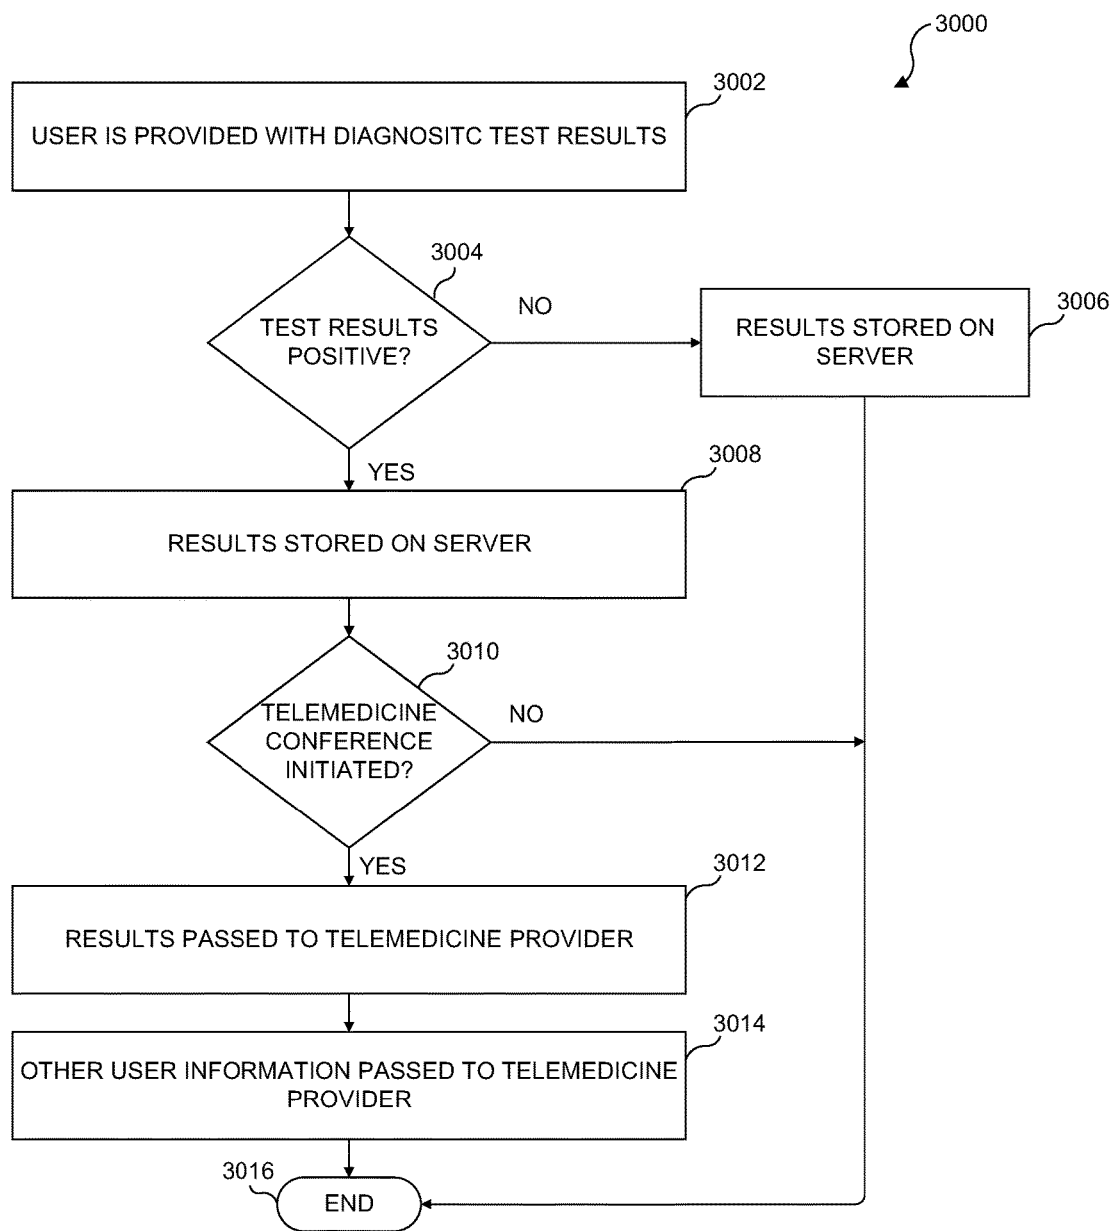 3000
3002
USER IS PROVIDED WITH DIAGNOSITC TEST RESULTS
3004
NO
TEST RESULTS
POSITIVE?
3006
RESULTS STORED ON
SERVER
YES
3008
RESULTS STORED ON SERVER
3010
NO
TELEMEDICINE
CONFERENCE
INITIATED?
YES
3012
RESULTS PASSED TO TELEMEDICINE PROVIDER
3014
OTHER USER INFORMATION PASSED TO TELEMEDICINE
PROVIDER
3016
END